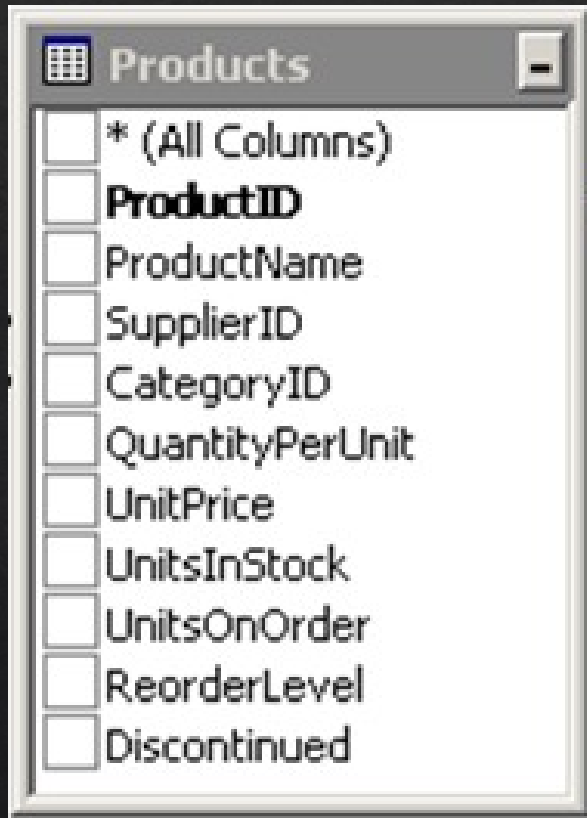 Products
* (All Columns)
ProductID
ProductName
SupplierID
CategoryID
QuantityPerUnit
UnitPrice
UnitsInStock
UnitsOnOrder
ReorderLevel
Discontinued